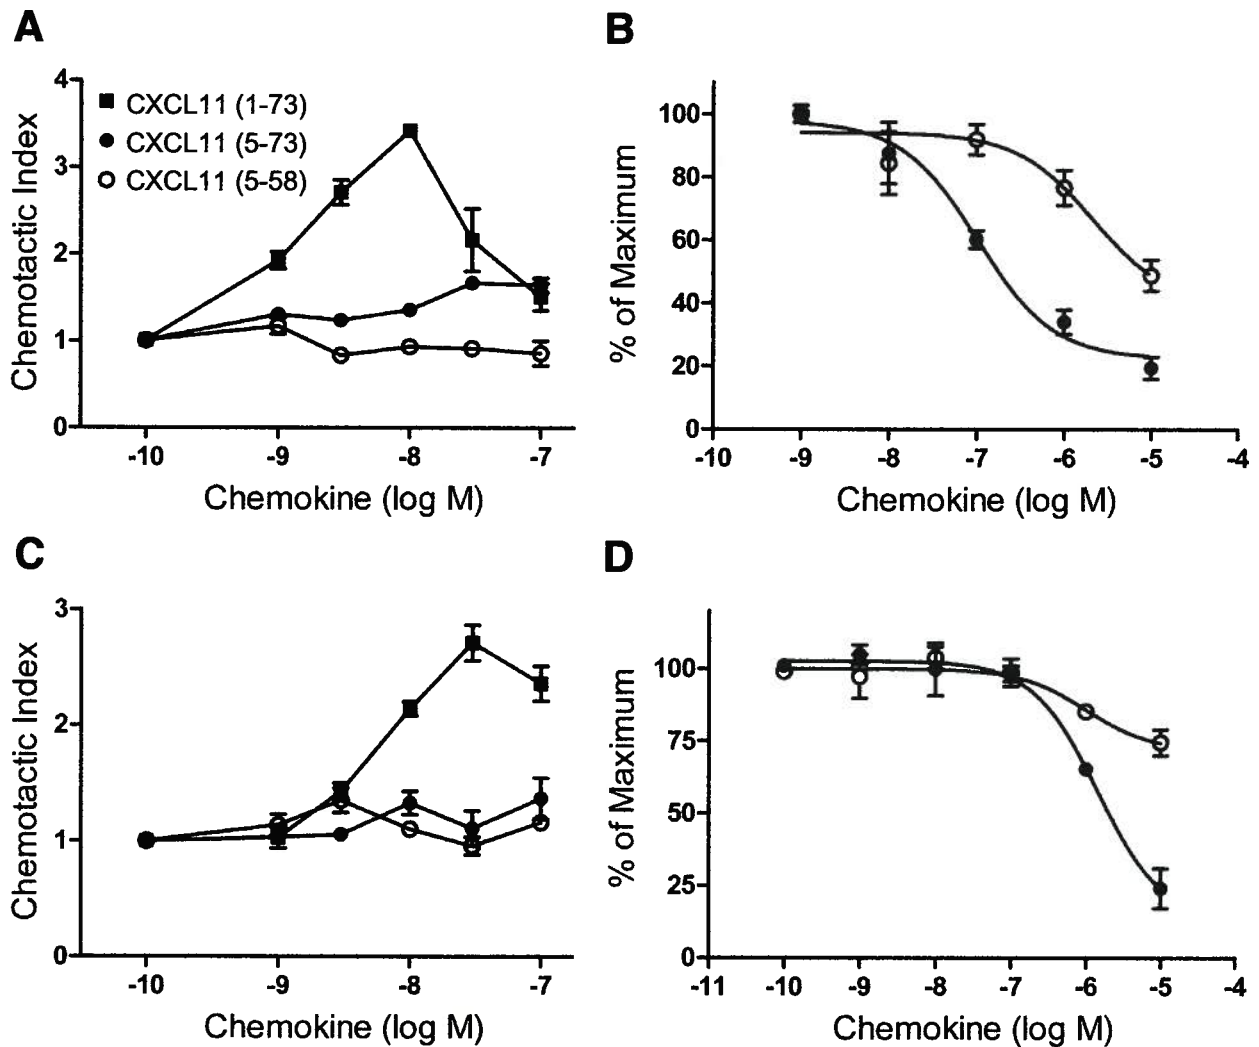 A
4
3
2
1
0
Chemotactic Index
CXCL11 (1-73)
CXCL11 (5-73)
CXCL11 (5-58)
-10 -9 -8 -7
Chemokine (log M)
B
100
80
60
40
20
0
% of Maximum
-10 -9 -8 -7 -6 -5 -4
Chemokine (log M)
C
3
2
1
0
Chemotactic Index
-10 -9 -8 -7
Chemokine (log M)
D
100
75
50
25
0
% of Maximum
-11 -10 -9 -8 -7 -6 -5 -4
Chemokine (log M)